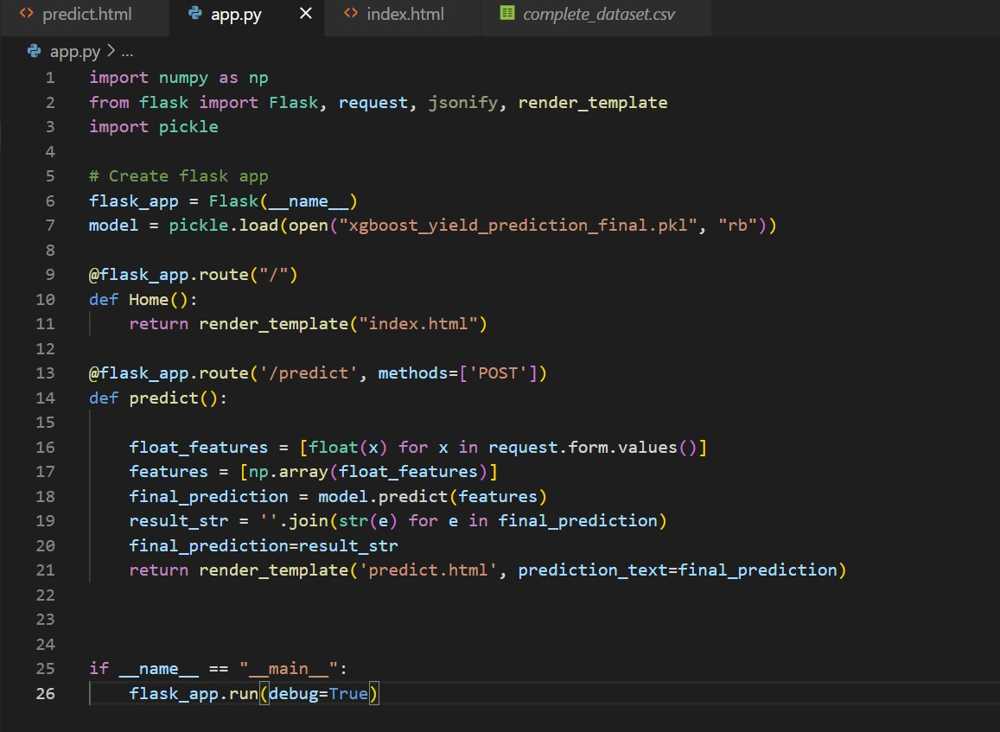 predict.html app.py index.html complete_dataset.csv
app.py > ...
1 import numpy as np
2 from flask import Flask, request, jsonify, render_template
3 import pickle
4
5 # Create flask app
6 flask_app = Flask(__name__)
7 model = pickle.load(open("xgboost_yield_prediction_final.pkl", "rb"))
8
9 @flask_app.route("/")
10 def Home():
11     return render_template("index.html")
12
13 @flask_app.route('/predict', methods=['POST'])
14 def predict():
15
16     float_features = [float(x) for x in request.form.values()]
17     features = [np.array(float_features)]
18     final_prediction = model.predict(features)
19     result_str = ''.join(str(e) for e in final_prediction)
20     final_prediction=result_str
21     return render_template('predict.html', prediction_text=final_prediction)
22
23
24
25 if __name__ == "__main__":
26     flask_app.run(debug=True)